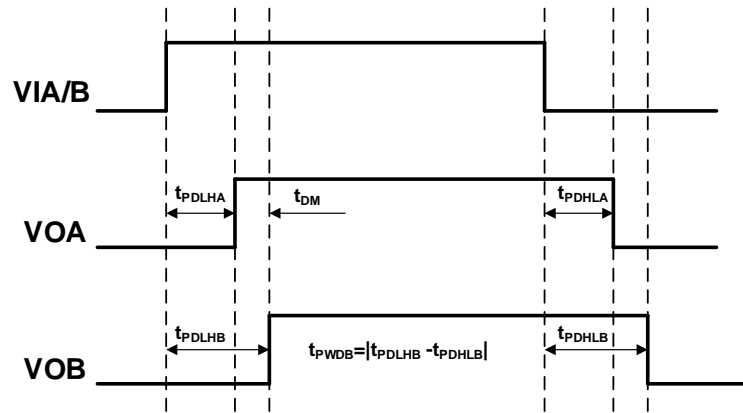 VIA/B
tPDLHA
tDM
tPDHLA
VOA
tPDLHB
tPWDB=|tPDLHB -tPDHLB|
tPDHLB
VOB